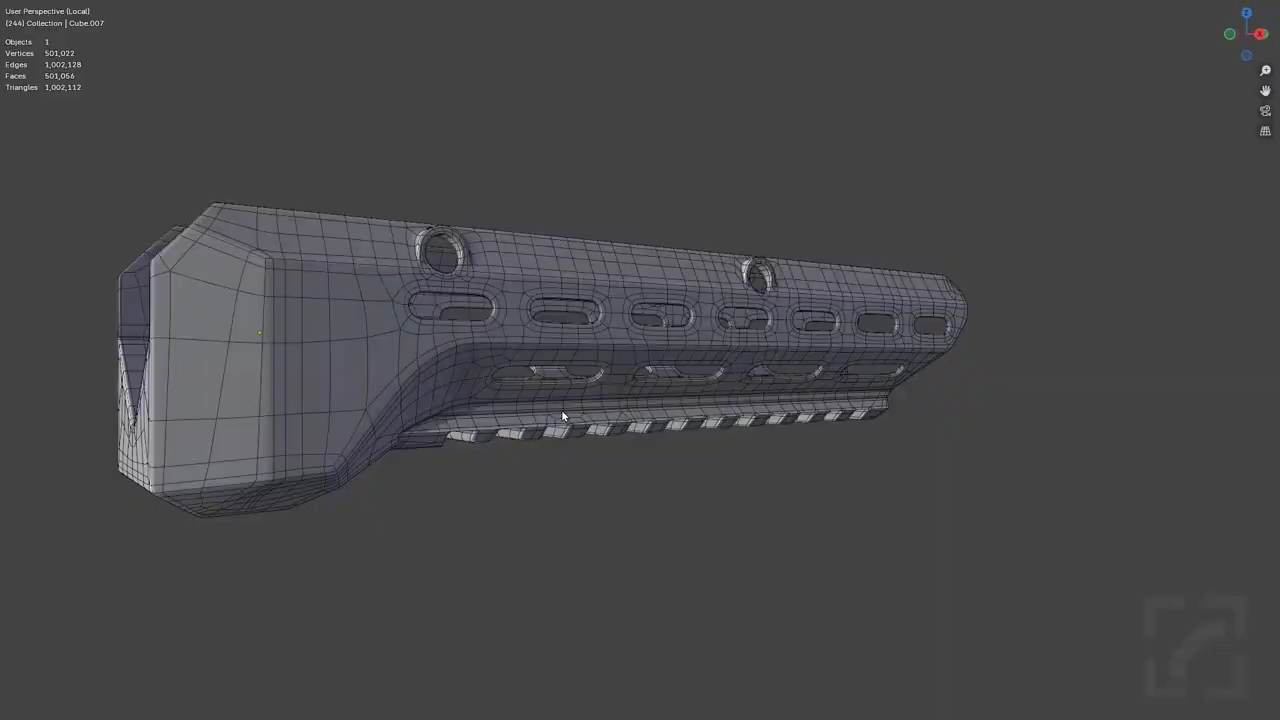 User Perspective (Local)
(244) Collection | Cube.007
Objects 1
Vertices 501,022
Edges 1,002,128
Faces 501,056
Triangles 1,002,112
Z
X